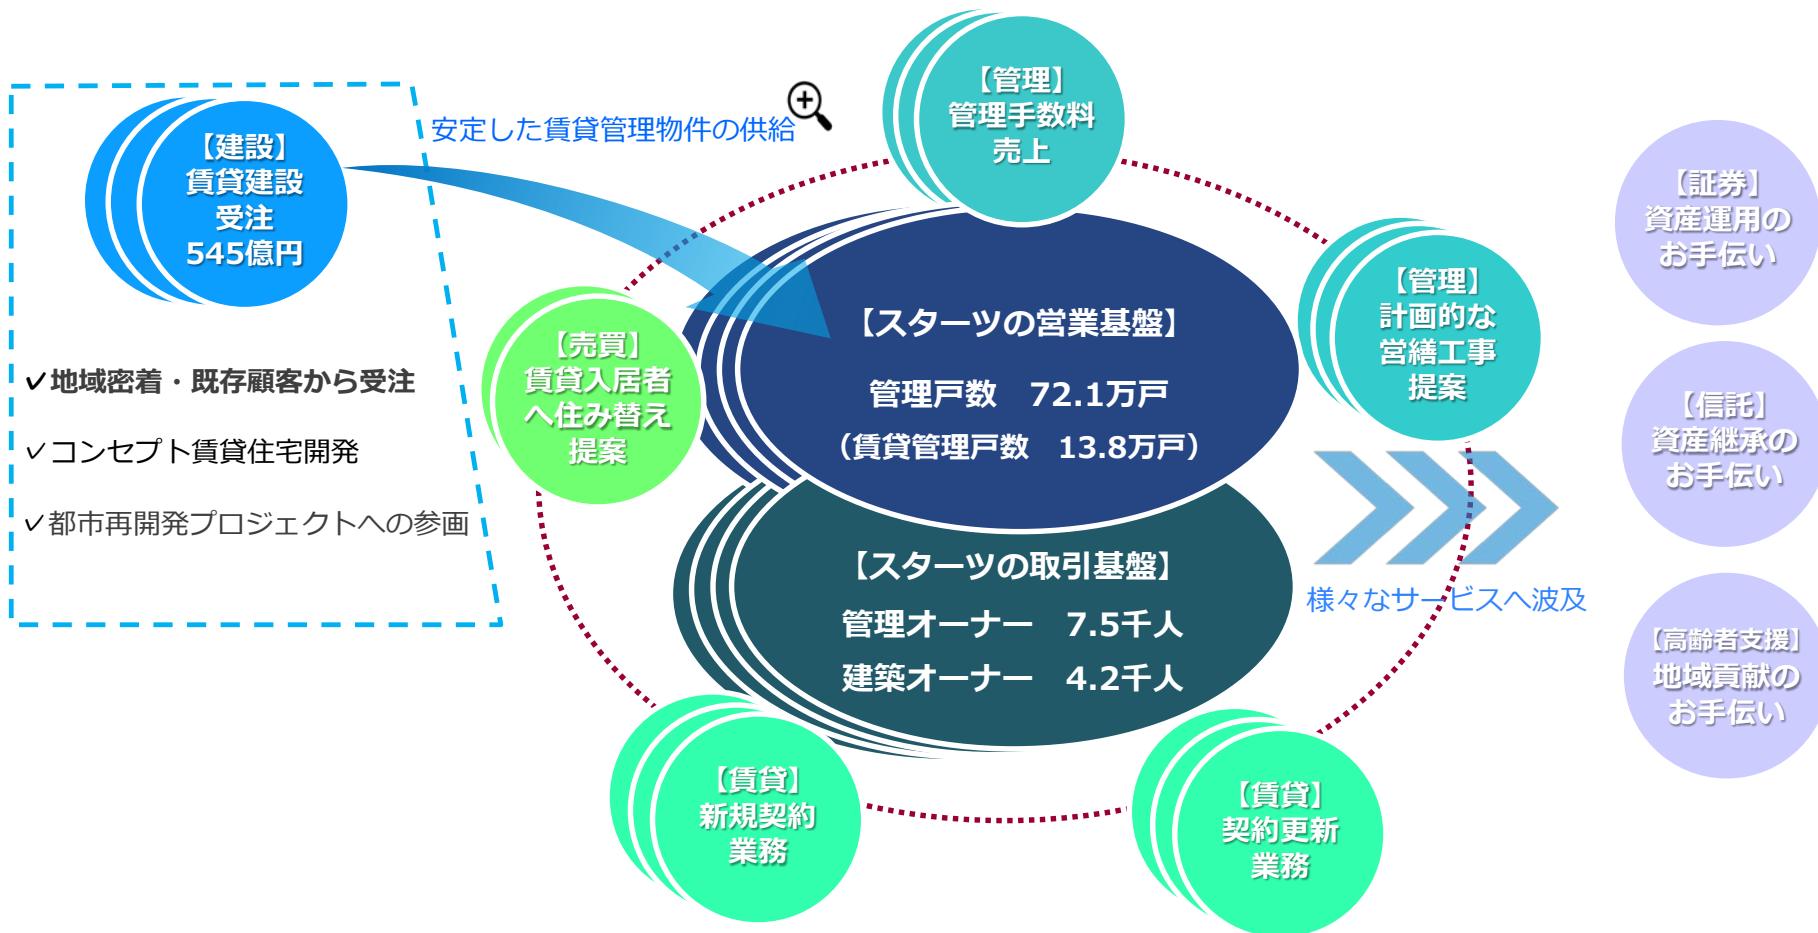 【建設】
賃貸建設
受注
545億円
✓地域密着・既存顧客から受注
✓コンセプト賃貸住宅開発
✓都市再開発プロジェクトへの参画
安定した賃貸管理物件の供給
【管理】
管理手数料
売上
【管理】
計画的な
営繕工事
提案
【売買】
賃貸入居者
へ住み替え
提案
【スターツの営業基盤】
管理戸数 72.1万戸
（賃貸管理戸数 13.8万戸）
【スターツの取引基盤】
管理オーナー 7.5千人
建築オーナー 4.2千人
【賃貸】
新規契約
業務
【賃貸】
契約更新
業務
様々なサービスへ波及
【証券】
資産運用の
お手伝い
【信託】
資産継承の
お手伝い
【高齢者支援】
地域貢献の
お手伝い